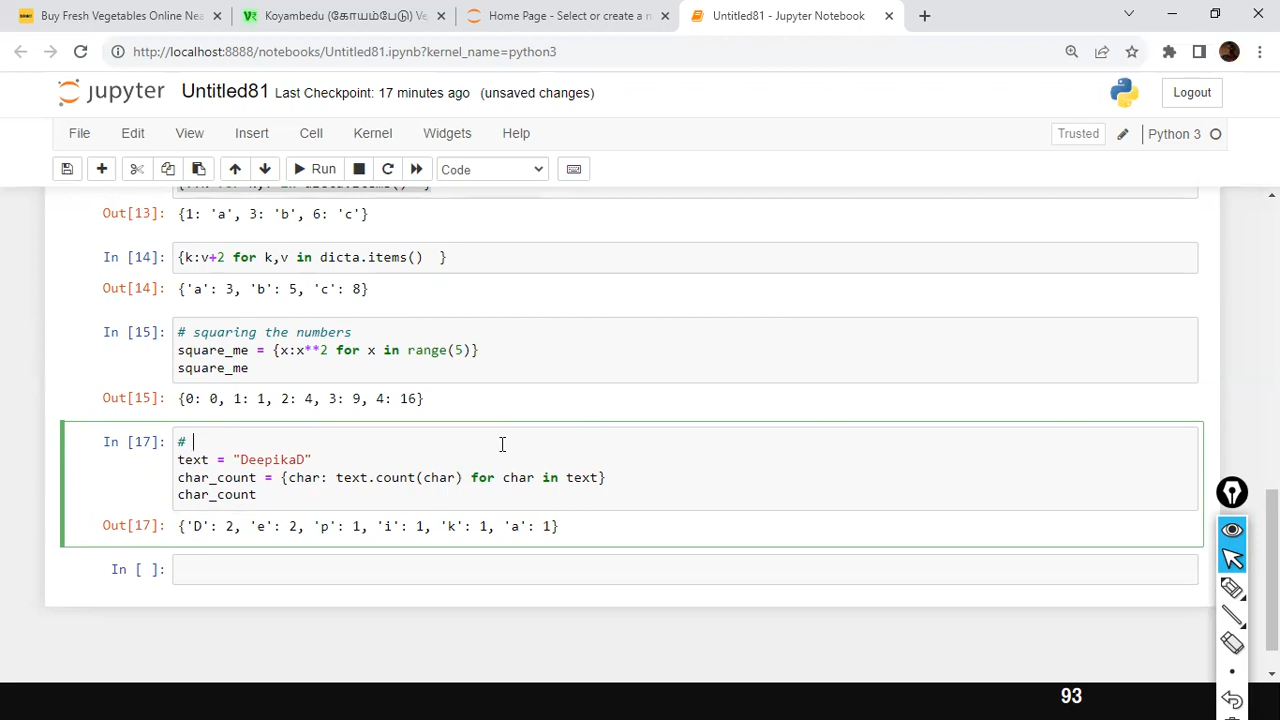 Buy Fresh Vegetables Online Net
Koyambedu (கோயம்பேடு) Ve
Home Page - Select or create a n
Untitled81 - Jupyter Notebook
http://localhost:8888/notebooks/Untitled81.ipynb?kernel_name=python3
jupyter Untitled81 Last Checkpoint: 17 minutes ago (unsaved changes)
Logout
File Edit View Insert Cell Kernel Widgets Help
Trusted Python 3
Run Code
Out[13]: {1: 'a', 3: 'b', 6: 'c'}
In [14]: {k:v+2 for k,v in dicta.items()  }
Out[14]: {'a': 3, 'b': 5, 'c': 8}
In [15]: # squaring the numbers
square_me = {x:x**2 for x in range(5)}
square_me
Out[15]: {0: 0, 1: 1, 2: 4, 3: 9, 4: 16}
In [17]: #
text = "DeepikaD"
char_count = {char: text.count(char) for char in text}
char_count
Out[17]: {'D': 2, 'e': 2, 'p': 1, 'i': 1, 'k': 1, 'a': 1}
In [ ]:
93